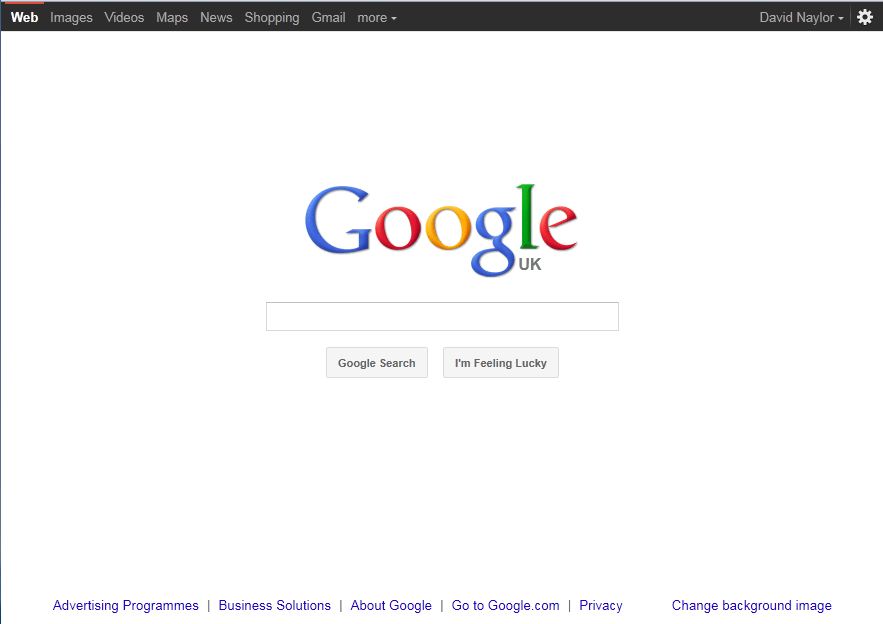 Web Images Videos Maps News Shopping Gmail more David Naylor
Google
UK
Google Search I'm Feeling Lucky
Advertising Programmes | Business Solutions | About Google | Go to Google.com | Privacy Change background image